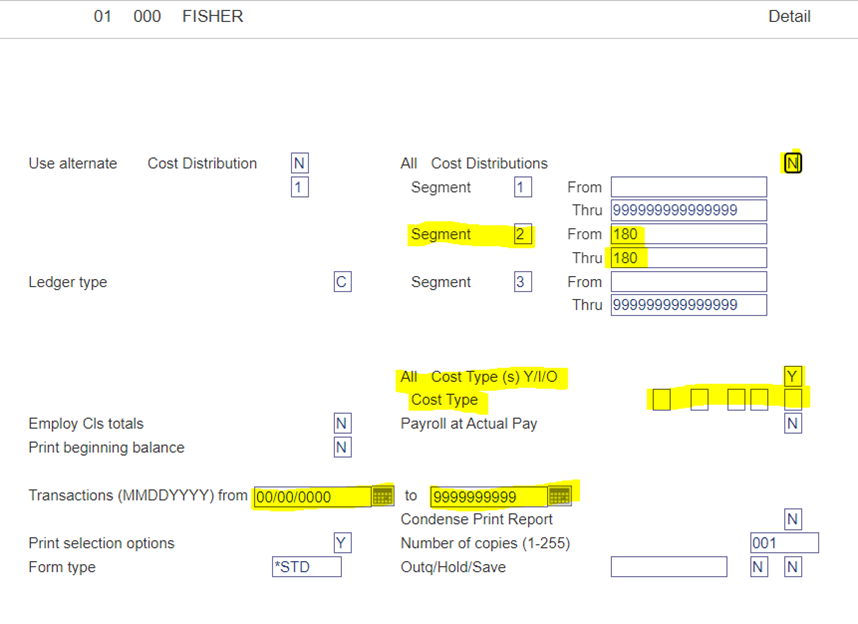 01 000 FISHER Detail
Use alternate Cost Distribution N All Cost Distributions N
1 Segment 1 From
Thru 999999999999999
Segment 2 From 180
Thru 180
Ledger type C Segment 3 From
Thru 999999999999999
All Cost Type (s) Y/I/O Y
Cost Type
Employ Cls totals N Payroll at Actual Pay N
Print beginning balance N
Transactions (MMDDYYYY) from 00/00/0000 to 9999999999
Condense Print Report N
Print selection options Y Number of copies (1-255) 001
Form type *STD Outq/Hold/Save N N